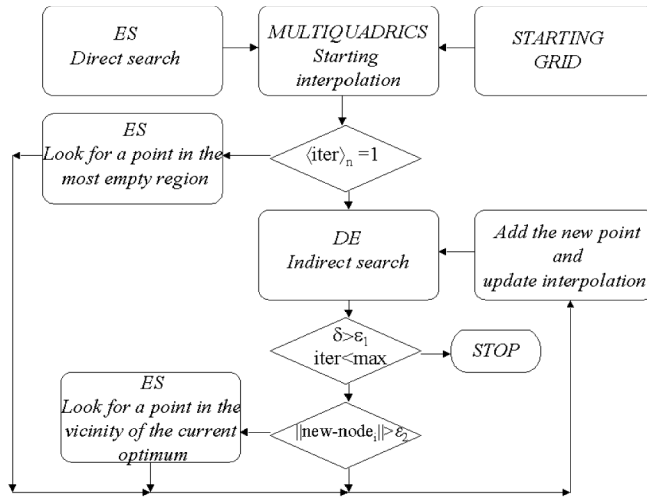 ES
Direct search
MULTIQUADRICS
Starting
interpolation
STARTING
GRID
ES
Look for a point in the
most empty region
⟨iter⟩n =1
DE
Indirect search
Add the new point
and
update interpolation
δ>ε1
iter<max
STOP
ES
Look for a point in the
vicinity of the current
optimum
||new-nodei||>ε2